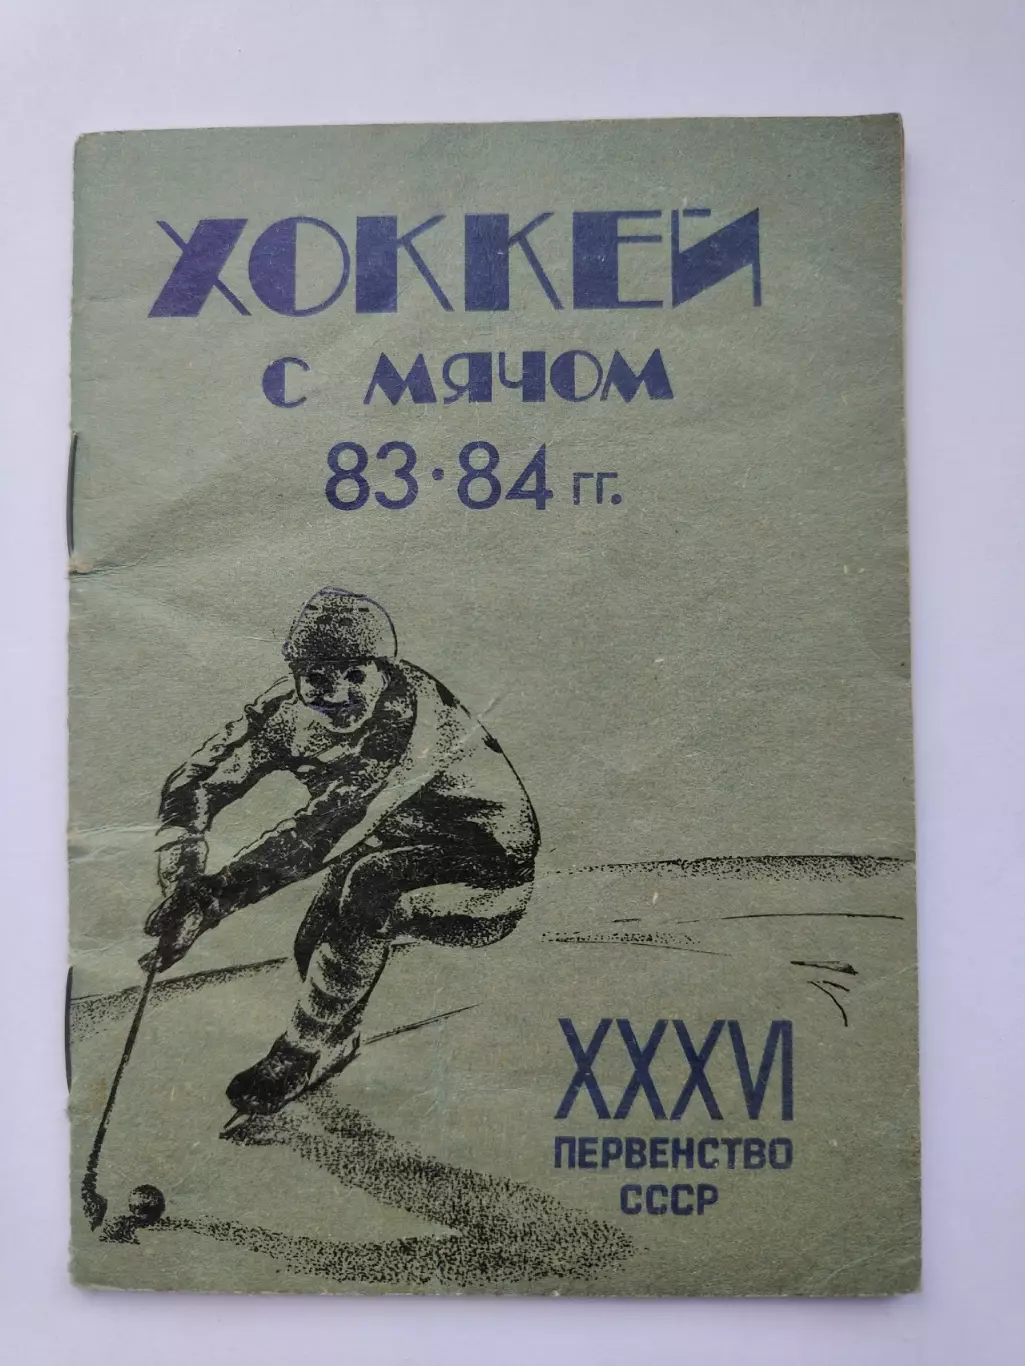 ХОККЕЙ
С МЯЧОМ
83·84 гг.
XXXVI
ПЕРВЕНСТВО
СССР